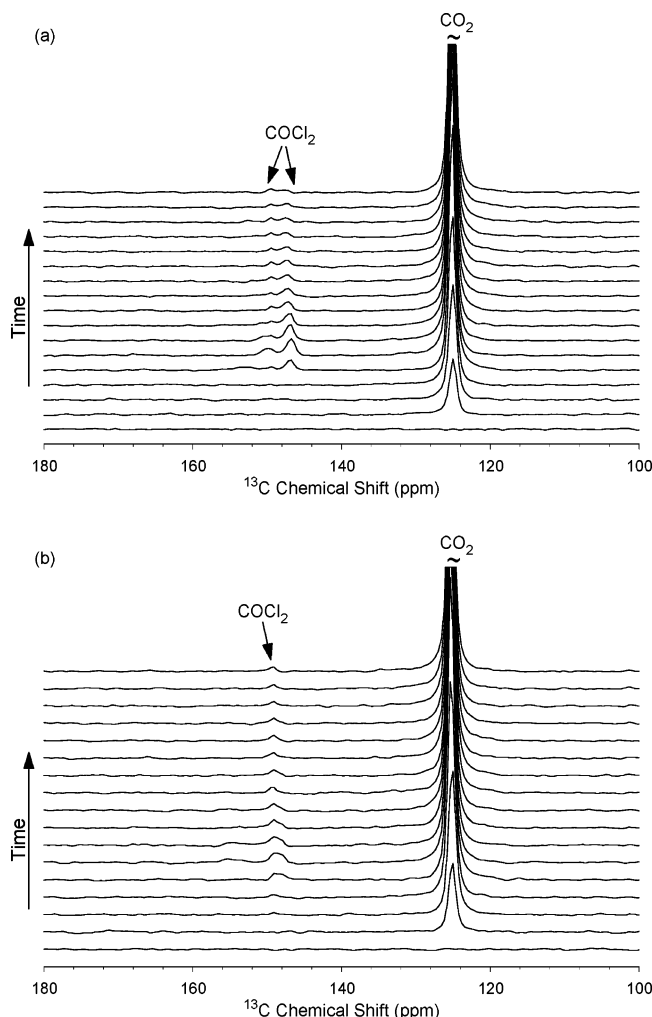 (a)
CO₂
~
COCl₂
Time
180 160 140 120 100
¹³C Chemical Shift (ppm)
(b)
CO₂
~
COCl₂
Time
180 160 140 120 100
¹³C Chemical Shift (ppm)